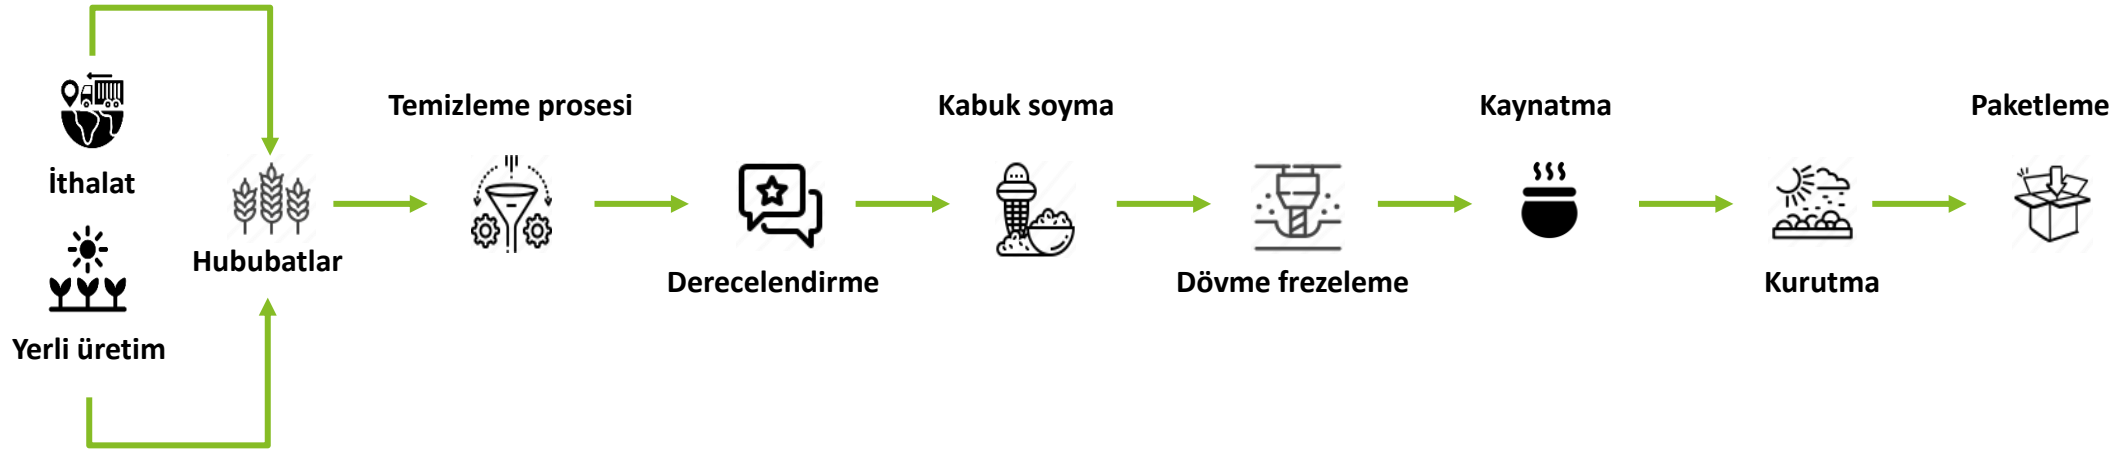 İthalat
Yerli üretim
Hububatlar
Temizleme prosesi
Derecelendirme
Kabuk soyma
Dövme frezeleme
Kaynatma
Kurutma
Paketleme